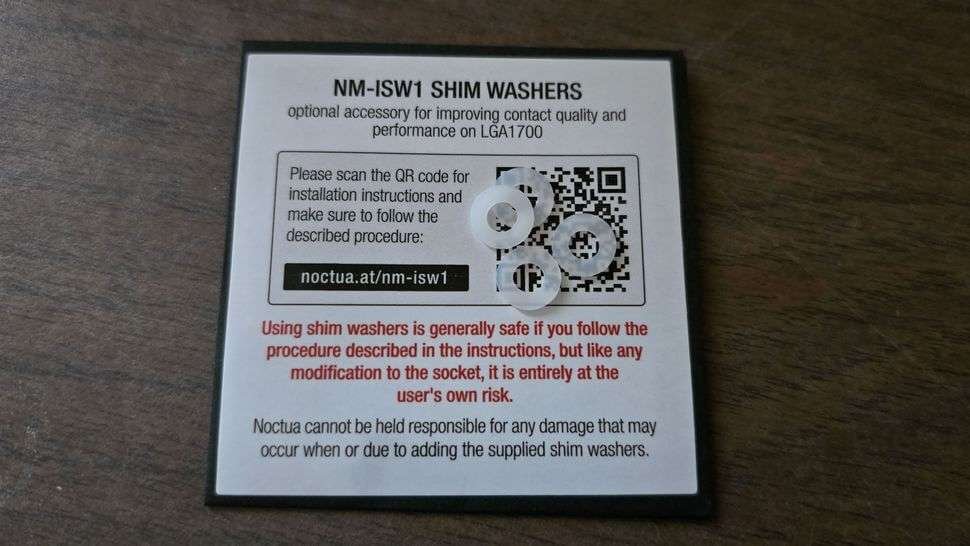 NM-ISW1 SHIM WASHERS
optional accessory for improving contact quality and
performance on LGA1700
Please scan the QR code for
installation instructions and
make sure to follow the
described procedure:
noctua.at/nm-isw1
Using shim washers is generally safe if you follow the
procedure described in the instructions, but like any
modification to the socket, it is entirely at the
user's own risk.
Noctua cannot be held responsible for any damage that may
occur when or due to adding the supplied shim washers.